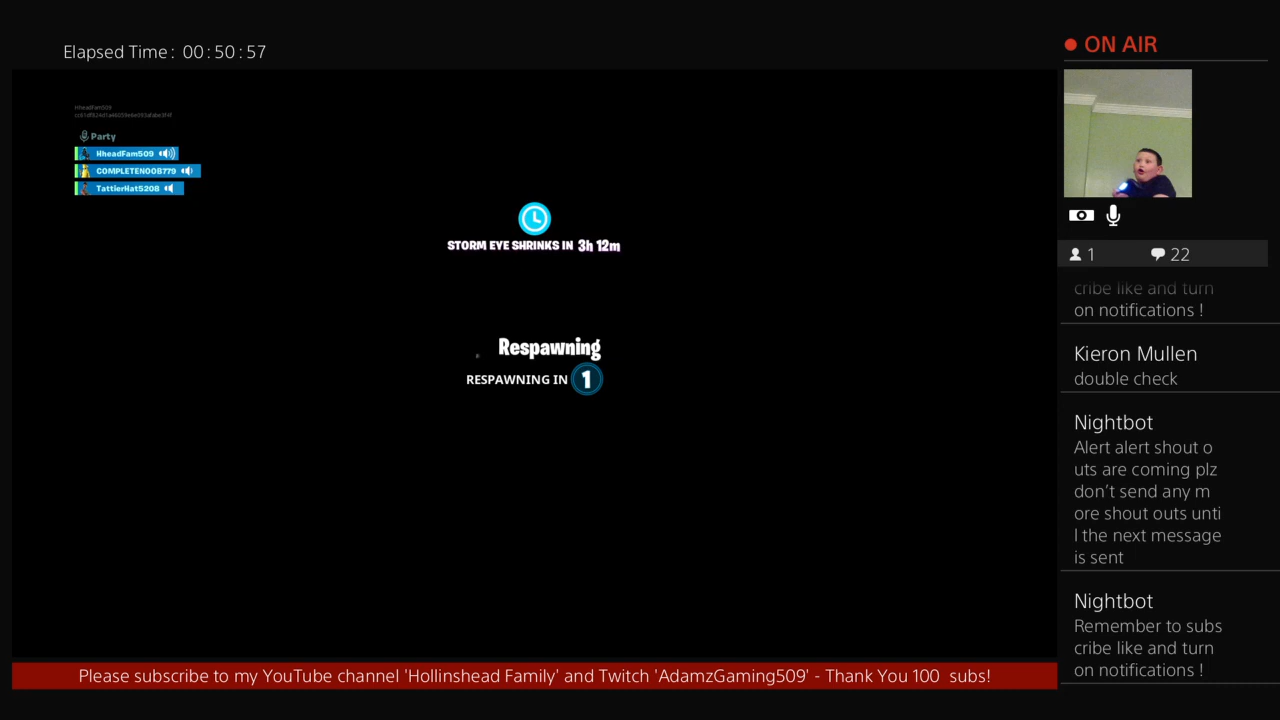 Elapsed Time: 00:50:57
ON AIR
HheadFam509
Party
HheadFam509
COMPLETENOOB779
TattierHat5208
STORM EYE SHRINKS IN 3h 12m
Respawning
RESPAWNING IN 1
1 22
cribe like and turn
on notifications !
Kieron Mullen
double check
Nightbot
Alert alert shout o
uts are coming plz
don't send any m
ore shout outs unti
l the next message
is sent
Nightbot
Remember to subs
cribe like and turn
on notifications !
Please subscribe to my YouTube channel 'Hollinshead Family' and Twitch 'AdamzGaming509' - Thank You 100 subs!